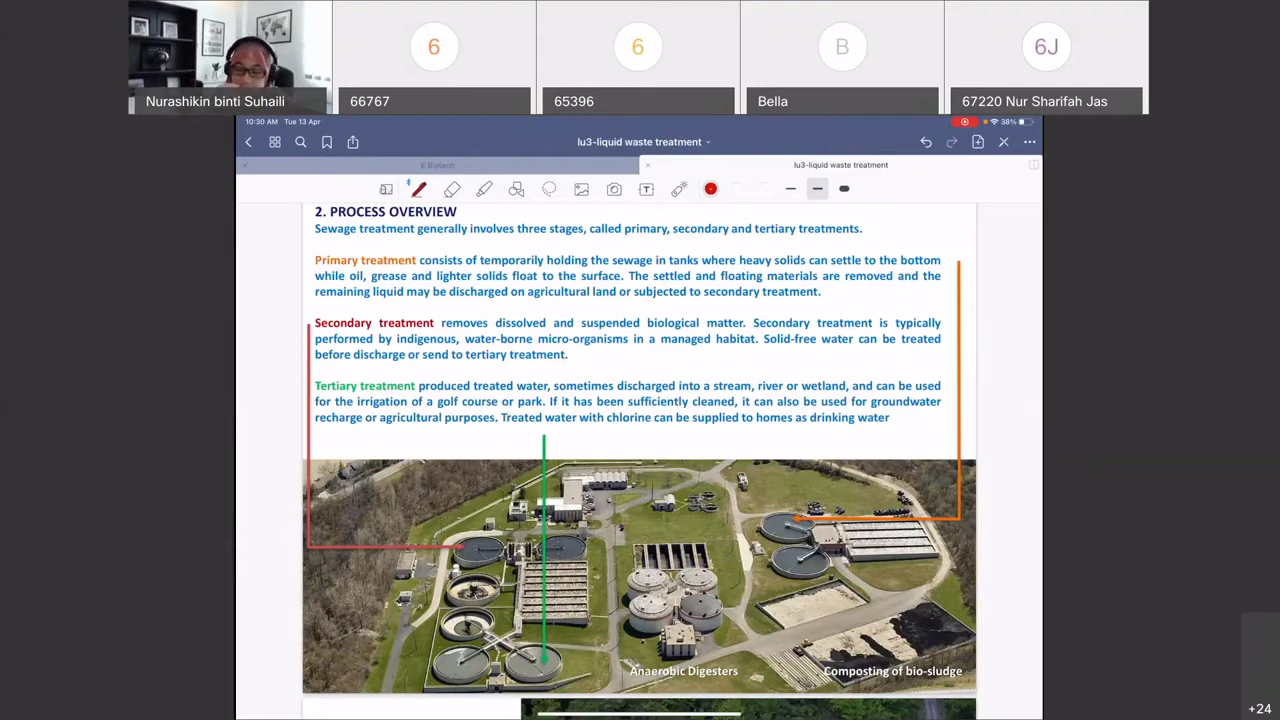 6
6
B
6J
Nurashikin binti Suhaili
66767
65396
Bella
67220 Nur Sharifah Jas
10:30 AM Tue 13 Apr
38%
lu3-liquid waste treatment
E Biotech
lu3-liquid waste treatment
T
2. PROCESS OVERVIEW
Sewage treatment generally involves three stages, called primary, secondary and tertiary treatments.
Primary treatment consists of temporarily holding the sewage in tanks where heavy solids can settle to the bottom
while oil, grease and lighter solids float to the surface. The settled and floating materials are removed and the
remaining liquid may be discharged on agricultural land or subjected to secondary treatment.
Secondary treatment removes dissolved and suspended biological matter. Secondary treatment is typically
performed by indigenous, water-borne micro-organisms in a managed habitat. Solid-free water can be treated
before discharge or send to tertiary treatment.
Tertiary treatment produced treated water, sometimes discharged into a stream, river or wetland, and can be used
for the irrigation of a golf course or park. If it has been sufficiently cleaned, it can also be used for groundwater
recharge or agricultural purposes. Treated water with chlorine can be supplied to homes as drinking water
Anaerobic Digesters
Composting of bio-sludge
+24